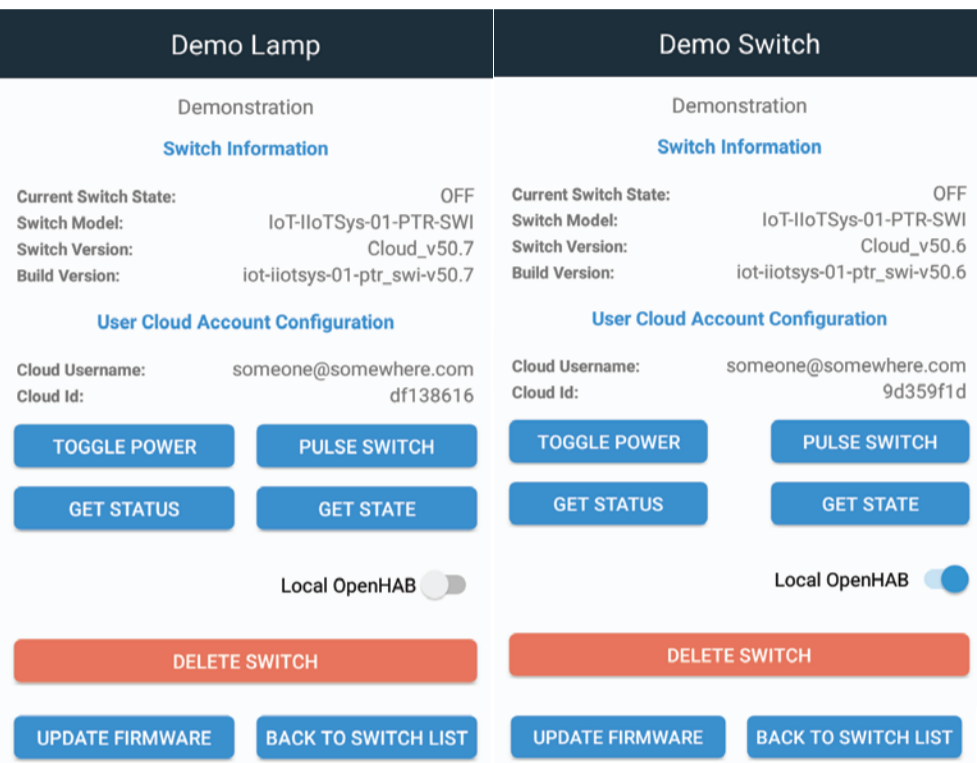 Demo Lamp
Demonstration
Switch Information
Current Switch State: OFF
Switch Model: IoT-IIoTSys-01-PTR-SWI
Switch Version: Cloud_v50.7
Build Version: iot-iiotsys-01-ptr_swi-v50.7
User Cloud Account Configuration
Cloud Username: someone@somewhere.com
Cloud Id: df138616
TOGGLE POWER PULSE SWITCH
GET STATUS GET STATE
Local OpenHAB
DELETE SWITCH
UPDATE FIRMWARE BACK TO SWITCH LIST
Demo Switch
Demonstration
Switch Information
Current Switch State: OFF
Switch Model: IoT-IIoTSys-01-PTR-SWI
Switch Version: Cloud_v50.6
Build Version: iot-iiotsys-01-ptr_swi-v50.6
User Cloud Account Configuration
Cloud Username: someone@somewhere.com
Cloud Id: 9d359f1d
TOGGLE POWER PULSE SWITCH
GET STATUS GET STATE
Local OpenHAB
DELETE SWITCH
UPDATE FIRMWARE BACK TO SWITCH LIST